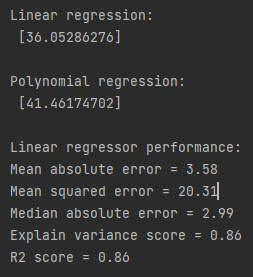 Linear regression:
[36.05286276]
Polynomial regression:
[41.46174702]
Linear regressor performance:
Mean absolute error = 3.58
Mean squared error = 20.31
Median absolute error = 2.99
Explain variance score = 0.86
R2 score = 0.86